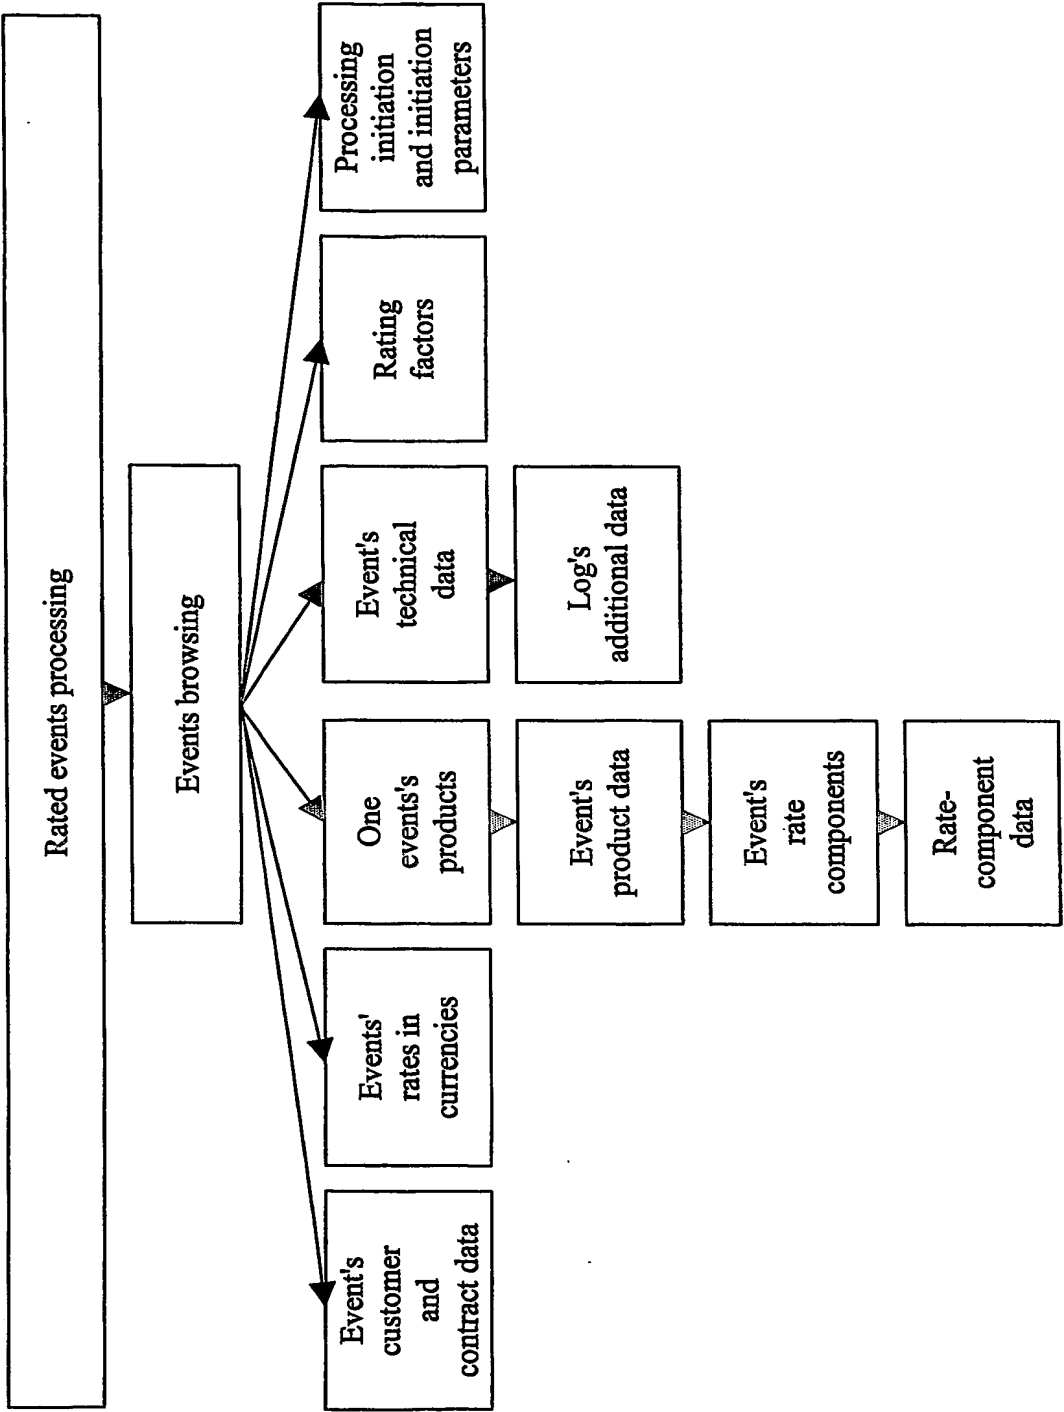 Rated events processing
Events browsing
Event's
customer
and
contract data
Events'
rates in
currencies
One
events's
products
Event's
technical
data
Rating
factors
Processing
initiation
and initiation
parameters
Event's
product data
Log's
additional data
Event's
rate
components
Rate-
component
data